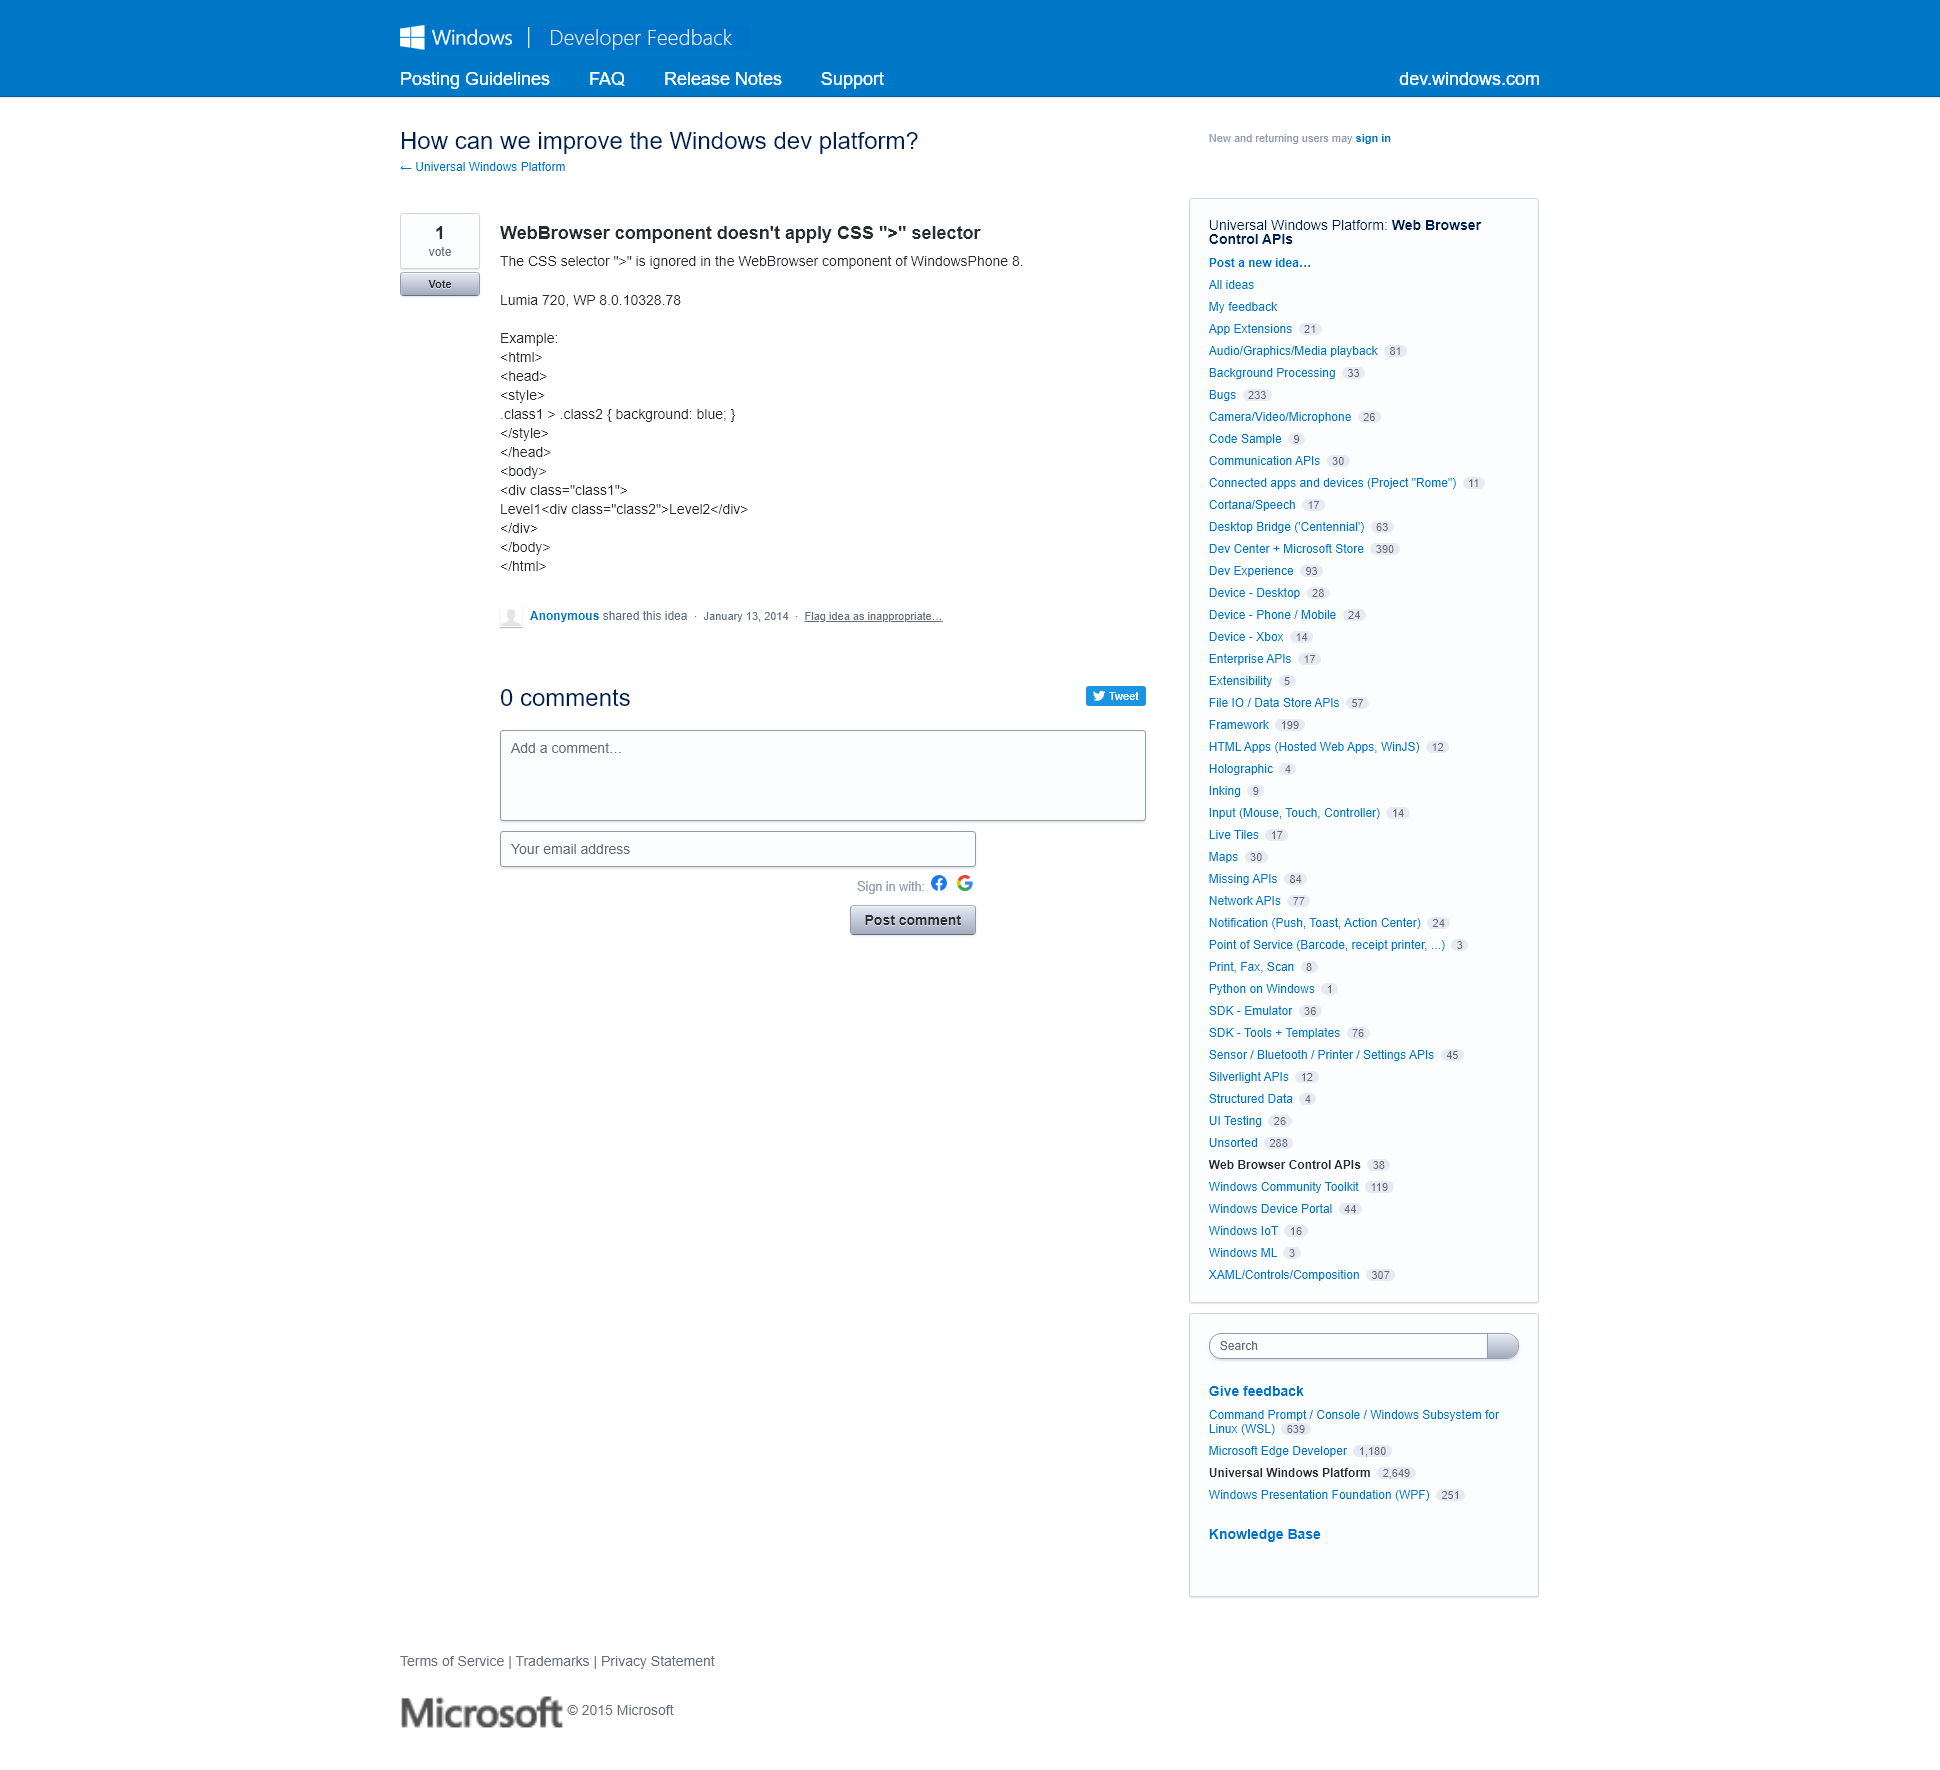 Windows | Developer Feedback
Posting Guidelines FAQ Release Notes Support dev.windows.com
How can we improve the Windows dev platform?
← Universal Windows Platform
New and returning users may sign in
1
vote
Vote
WebBrowser component doesn't apply CSS ">" selector
The CSS selector ">" is ignored in the WebBrowser component of WindowsPhone 8.
Lumia 720, WP 8.0.10328.78
Example:
<html>
<head>
<style>
.class1 > .class2 { background: blue; }
</style>
</head>
<body>
<div class="class1">
Level1<div class="class2">Level2</div>
</div>
</body>
</html>
Anonymous shared this idea · January 13, 2014 · Flag idea as inappropriate…
0 comments
Tweet
Add a comment…
Your email address
Sign in with:
Post comment
Universal Windows Platform: Web Browser
Control APIs
Post a new idea…
All ideas
My feedback
App Extensions 21
Audio/Graphics/Media playback 81
Background Processing 33
Bugs 233
Camera/Video/Microphone 26
Code Sample 9
Communication APIs 30
Connected apps and devices (Project "Rome") 11
Cortana/Speech 17
Desktop Bridge ('Centennial') 63
Dev Center + Microsoft Store 390
Dev Experience 93
Device - Desktop 28
Device - Phone / Mobile 24
Device - Xbox 14
Enterprise APIs 17
Extensibility 5
File IO / Data Store APIs 57
Framework 199
HTML Apps (Hosted Web Apps, WinJS) 12
Holographic 4
Inking 9
Input (Mouse, Touch, Controller) 14
Live Tiles 17
Maps 30
Missing APIs 84
Network APIs 77
Notification (Push, Toast, Action Center) 24
Point of Service (Barcode, receipt printer, ...) 3
Print, Fax, Scan 8
Python on Windows 1
SDK - Emulator 36
SDK - Tools + Templates 76
Sensor / Bluetooth / Printer / Settings APIs 45
Silverlight APIs 12
Structured Data 4
UI Testing 26
Unsorted 288
Web Browser Control APIs 38
Windows Community Toolkit 119
Windows Device Portal 44
Windows IoT 16
Windows ML 3
XAML/Controls/Composition 307
Search
Give feedback
Command Prompt / Console / Windows Subsystem for
Linux (WSL) 639
Microsoft Edge Developer 1,180
Universal Windows Platform 2,649
Windows Presentation Foundation (WPF) 251
Knowledge Base
Terms of Service | Trademarks | Privacy Statement
Microsoft © 2015 Microsoft